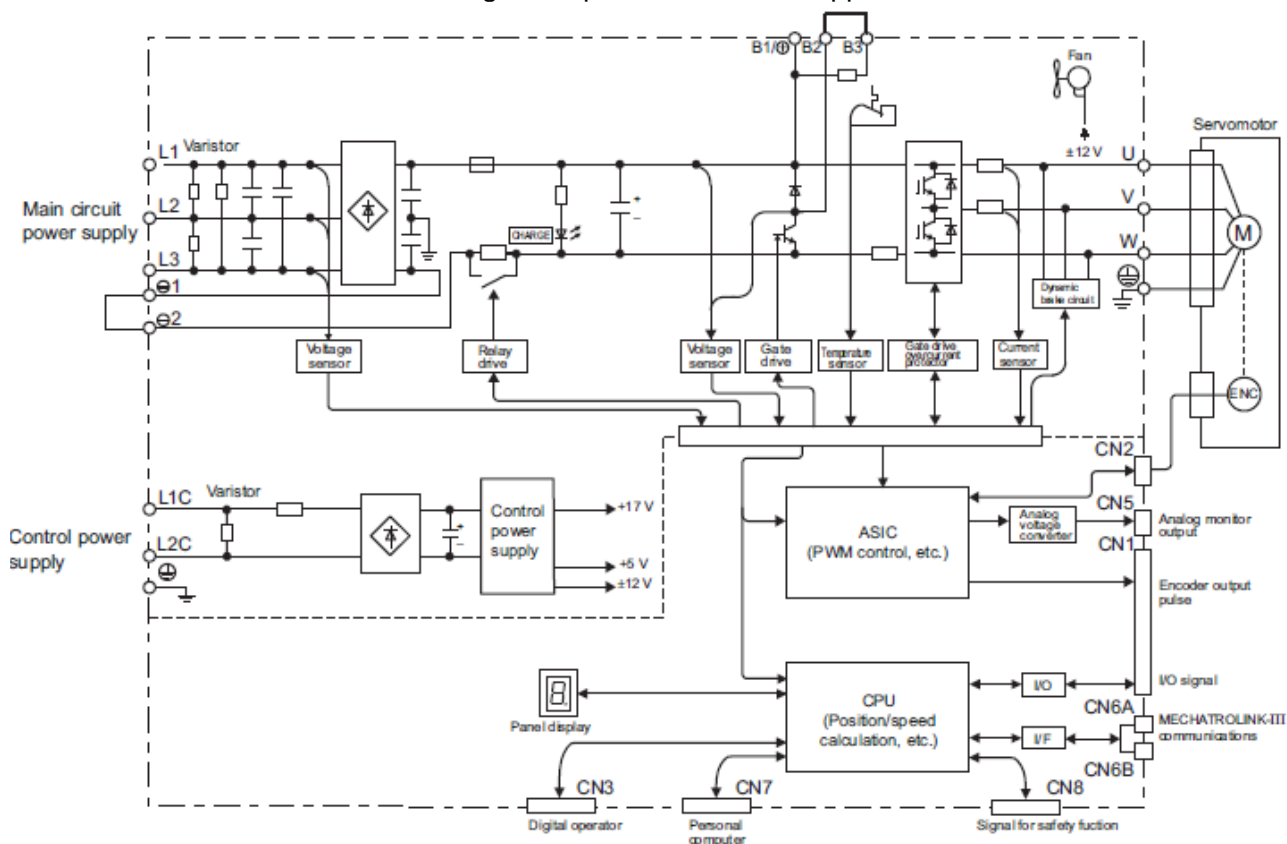 B1/⊕ B2 B3
Fan
Servomotor
L1 Varistor
±12 V
U
Main circuit
power supply
L2
V
CHARGE
+
–
W
M
L3
⊖1
⊖2
Dynamic
brake circuit
Voltage
sensor
Relay
drive
Voltage
sensor
Gate
drive
Temperature
sensor
Gate drive
overcurrent
protector
Current
sensor
ENC
CN2
L1C
Varistor
+17 V
Control power
supply
+
–
Control
power
supply
L2C
+5 V
±12 V
ASIC
(PWM control, etc.)
Analog
voltage
converter
CN5
Analog monitor
output
CN1
Encoder output
pulse
Panel display
CPU
(Position/speed
calculation, etc.)
I/O
I/O signal
CN6A
I/F
MECHATROLINK-III
communications
CN6B
CN3
CN7
CN8
Digital operator
Personal
computer
Signal for safety fuction